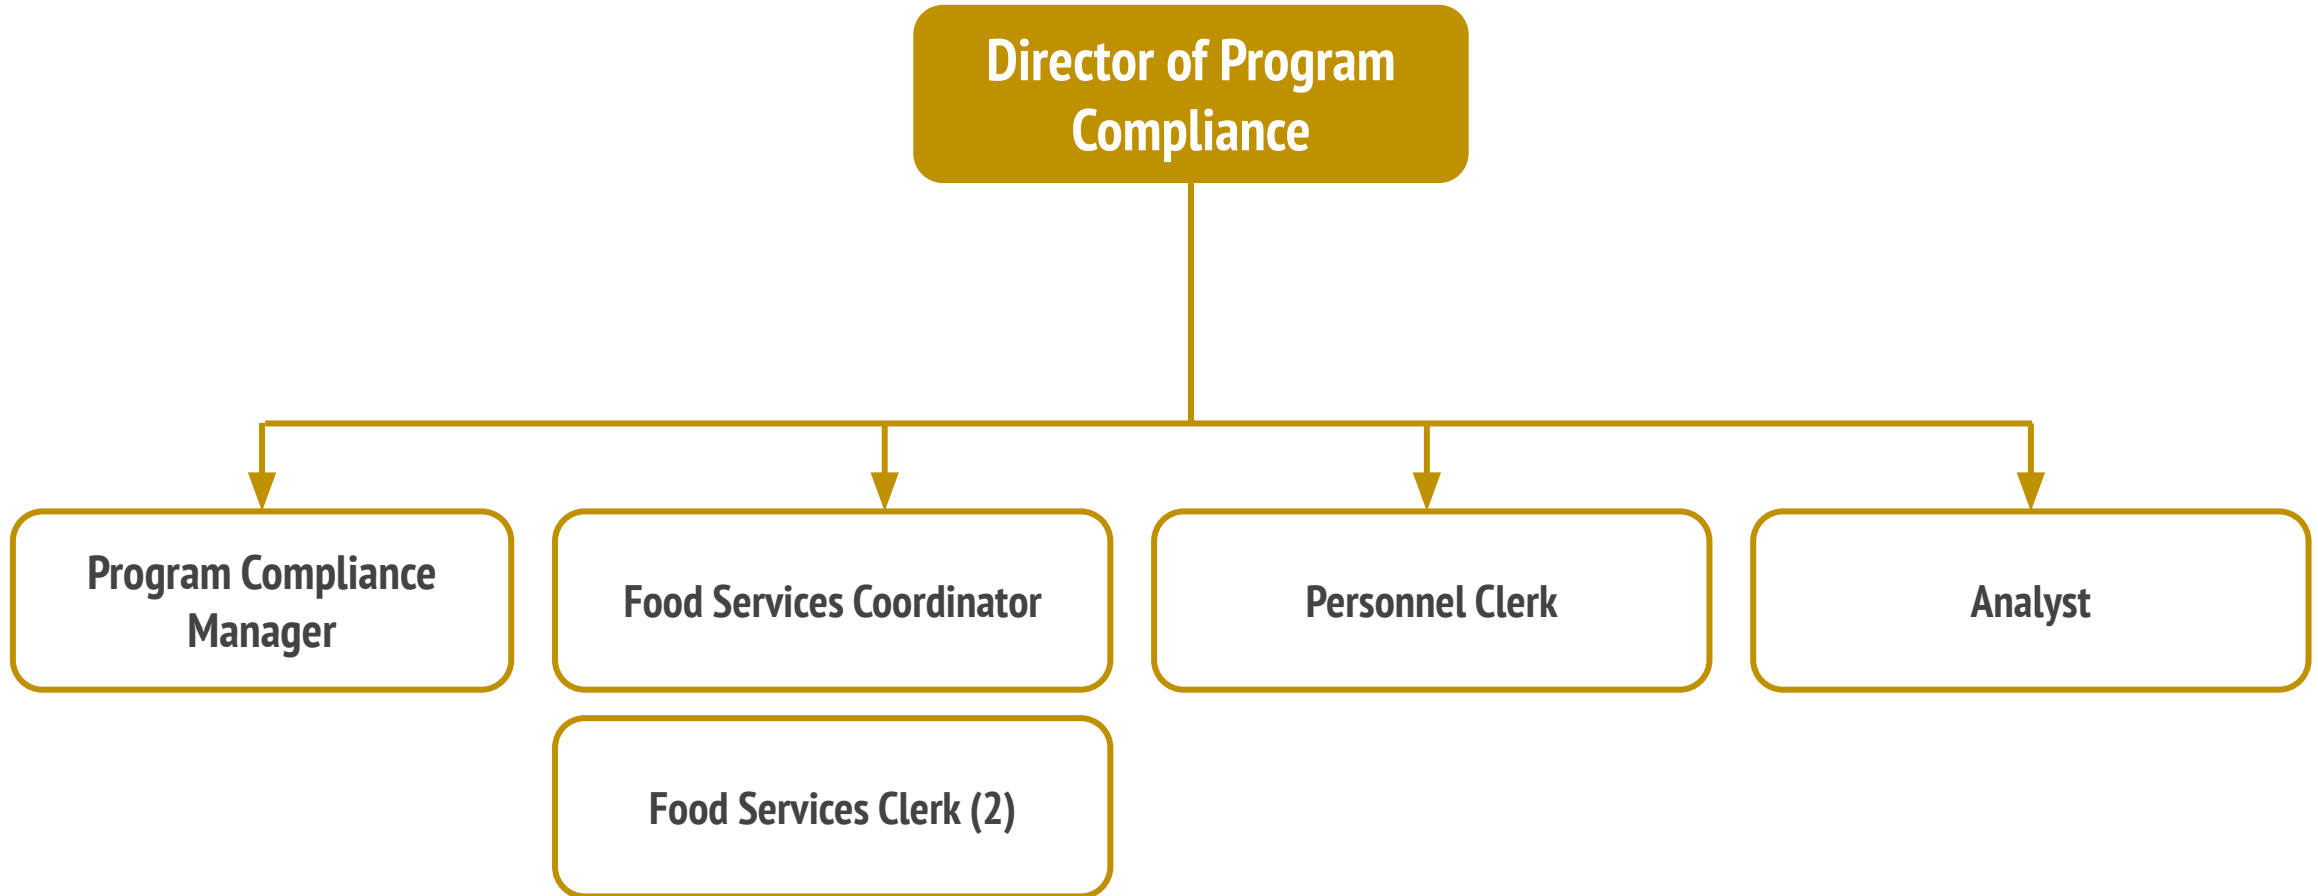 Director of Program
Compliance
Program Compliance
Manager
Food Services Coordinator
Personnel Clerk
Analyst
Food Services Clerk (2)